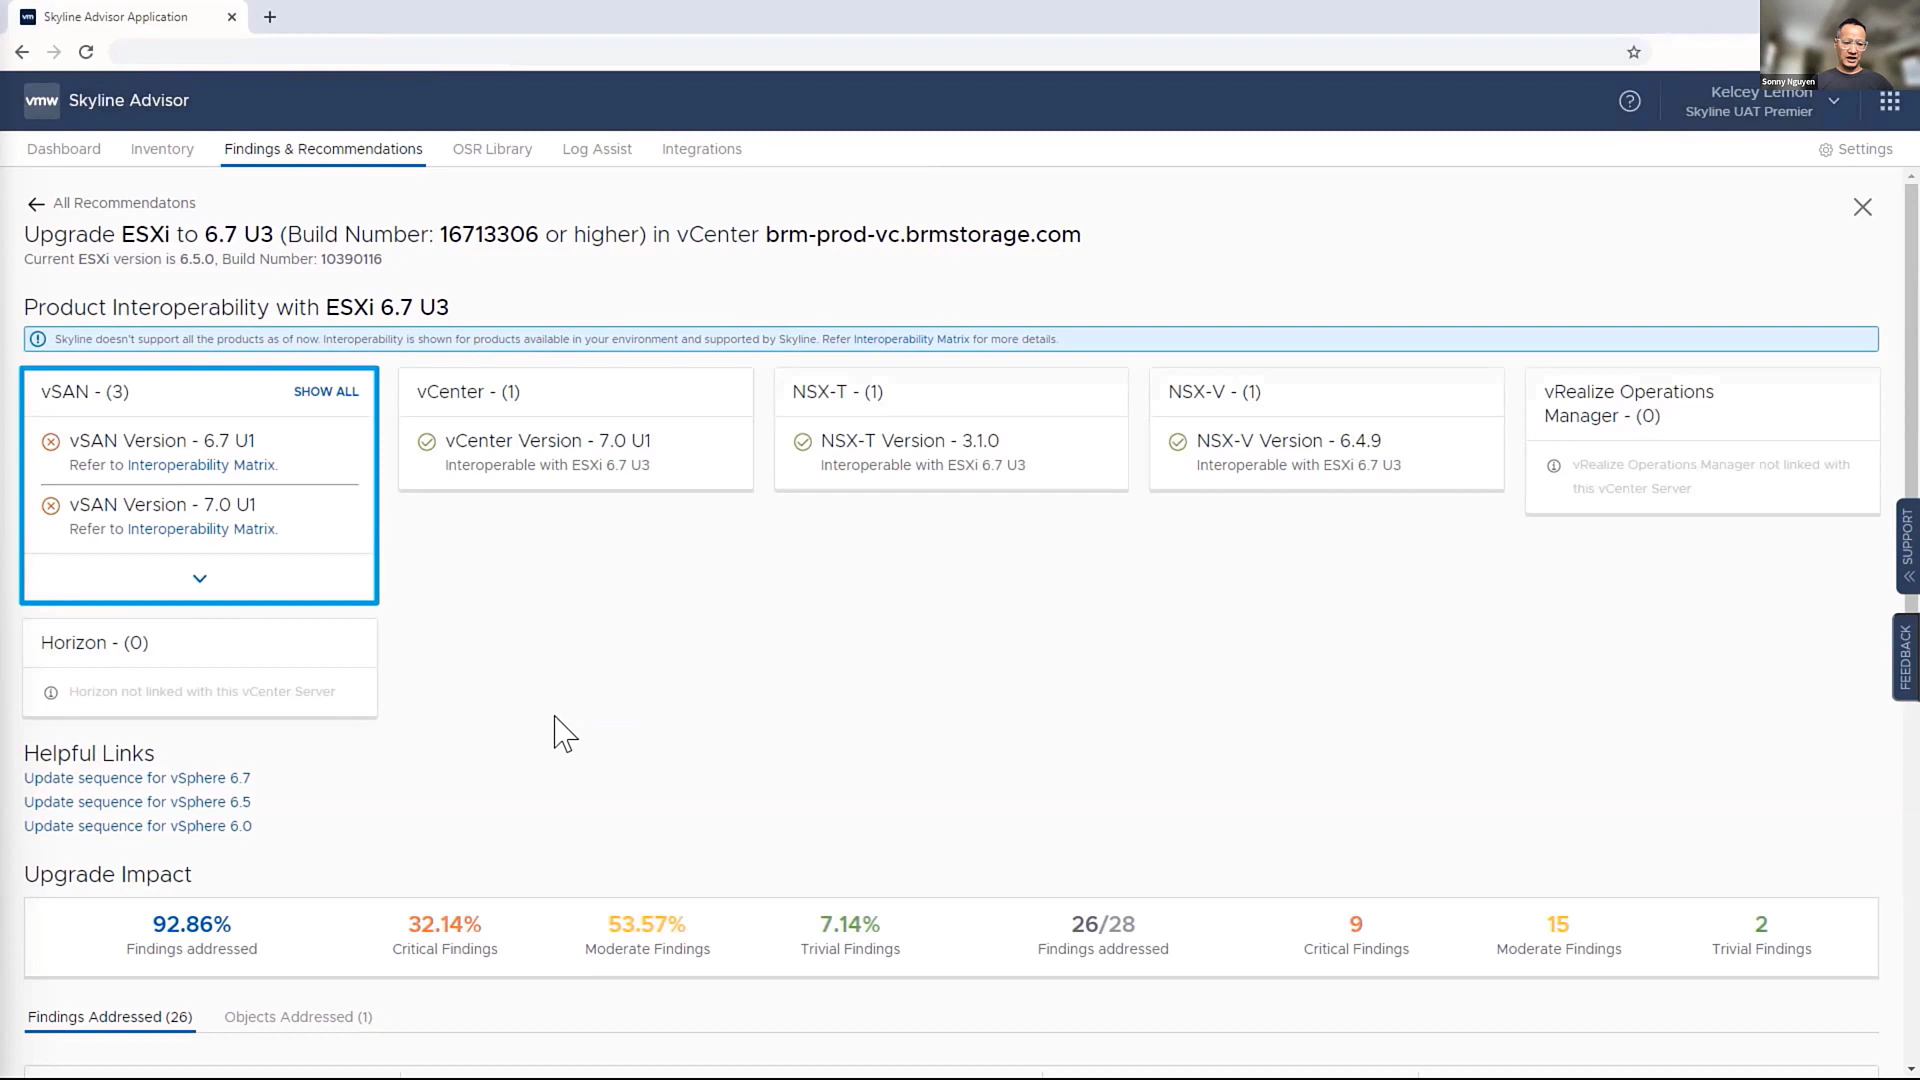 vm Skyline Advisor Application
Sonny Nguyen
vmw Skyline Advisor
Kelcey Lemon
Skyline UAT Premier
Dashboard Inventory Findings & Recommendations OSR Library Log Assist Integrations Settings
All Recommendatons
Upgrade ESXi to 6.7 U3 (Build Number: 16713306 or higher) in vCenter brm-prod-vc.brmstorage.com
Current ESXi version is 6.5.0, Build Number: 10390116
Product Interoperability with ESXi 6.7 U3
Skyline doesn't support all the products as of now. Interoperability is shown for products available in your environment and supported by Skyline. Refer Interoperability Matrix for more details.
vSAN - (3) SHOW ALL
vSAN Version - 6.7 U1
Refer to Interoperability Matrix.
vSAN Version - 7.0 U1
Refer to Interoperability Matrix.
vCenter - (1)
vCenter Version - 7.0 U1
Interoperable with ESXi 6.7 U3
NSX-T - (1)
NSX-T Version - 3.1.0
Interoperable with ESXi 6.7 U3
NSX-V - (1)
NSX-V Version - 6.4.9
Interoperable with ESXi 6.7 U3
vRealize Operations
Manager - (0)
vRealize Operations Manager not linked with
this vCenter Server
SUPPORT
FEEDBACK
Horizon - (0)
Horizon not linked with this vCenter Server
Helpful Links
Update sequence for vSphere 6.7
Update sequence for vSphere 6.5
Update sequence for vSphere 6.0
Upgrade Impact
92.86% 32.14% 53.57% 7.14% 26/28 9 15 2
Findings addressed Critical Findings Moderate Findings Trivial Findings Findings addressed Critical Findings Moderate Findings Trivial Findings
Findings Addressed (26) Objects Addressed (1)